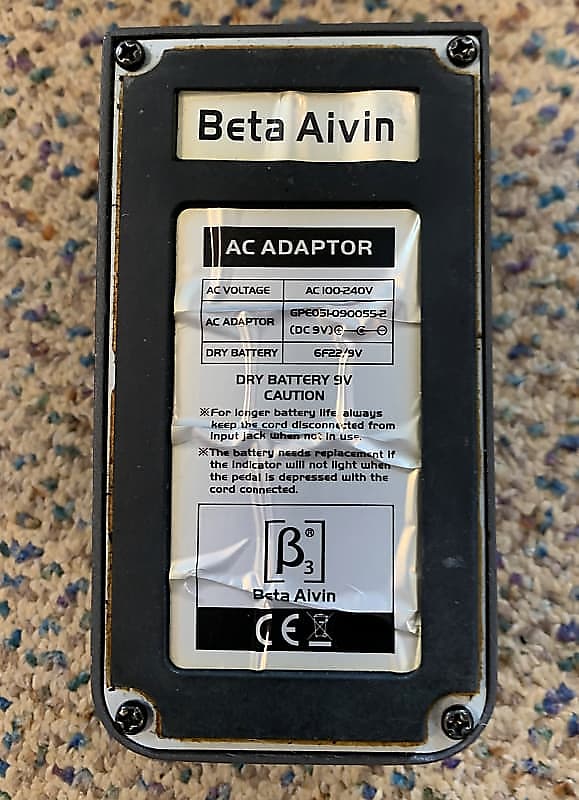 Beta Aivin
AC ADAPTOR
AC VOLTAGE AC 100-240V
AC ADAPTOR GPE051-090055-2
(DC 9V)
DRY BATTERY 6F22/9V
DRY BATTERY 9V
CAUTION
※For longer battery life always
keep the cord disconnected from
input jack when not in use.
※The battery needs replacement if
the indicator will not light when
the pedal is depressed with the
cord connected.
[β®3]
Beta Aivin
CE